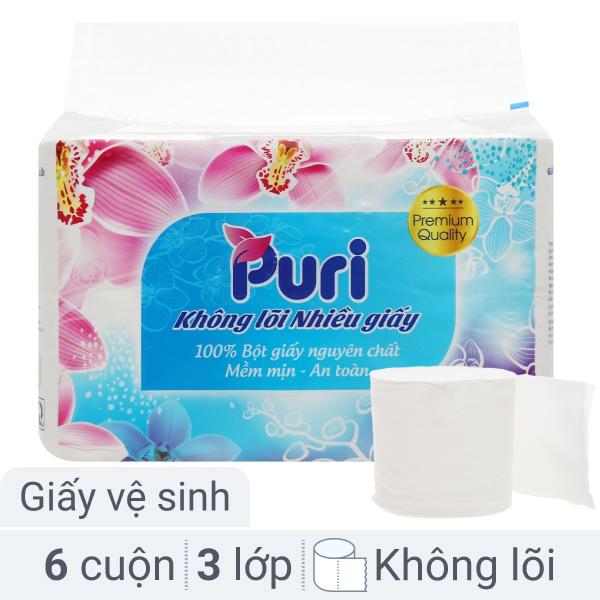 ★★★★★
Premium
Quality
Puri
Không lõi Nhiều giấy
100% Bột giấy nguyên chất
Mềm mịn - An toàn
Giấy vệ sinh
6 cuộn 3 lớp Không lõi